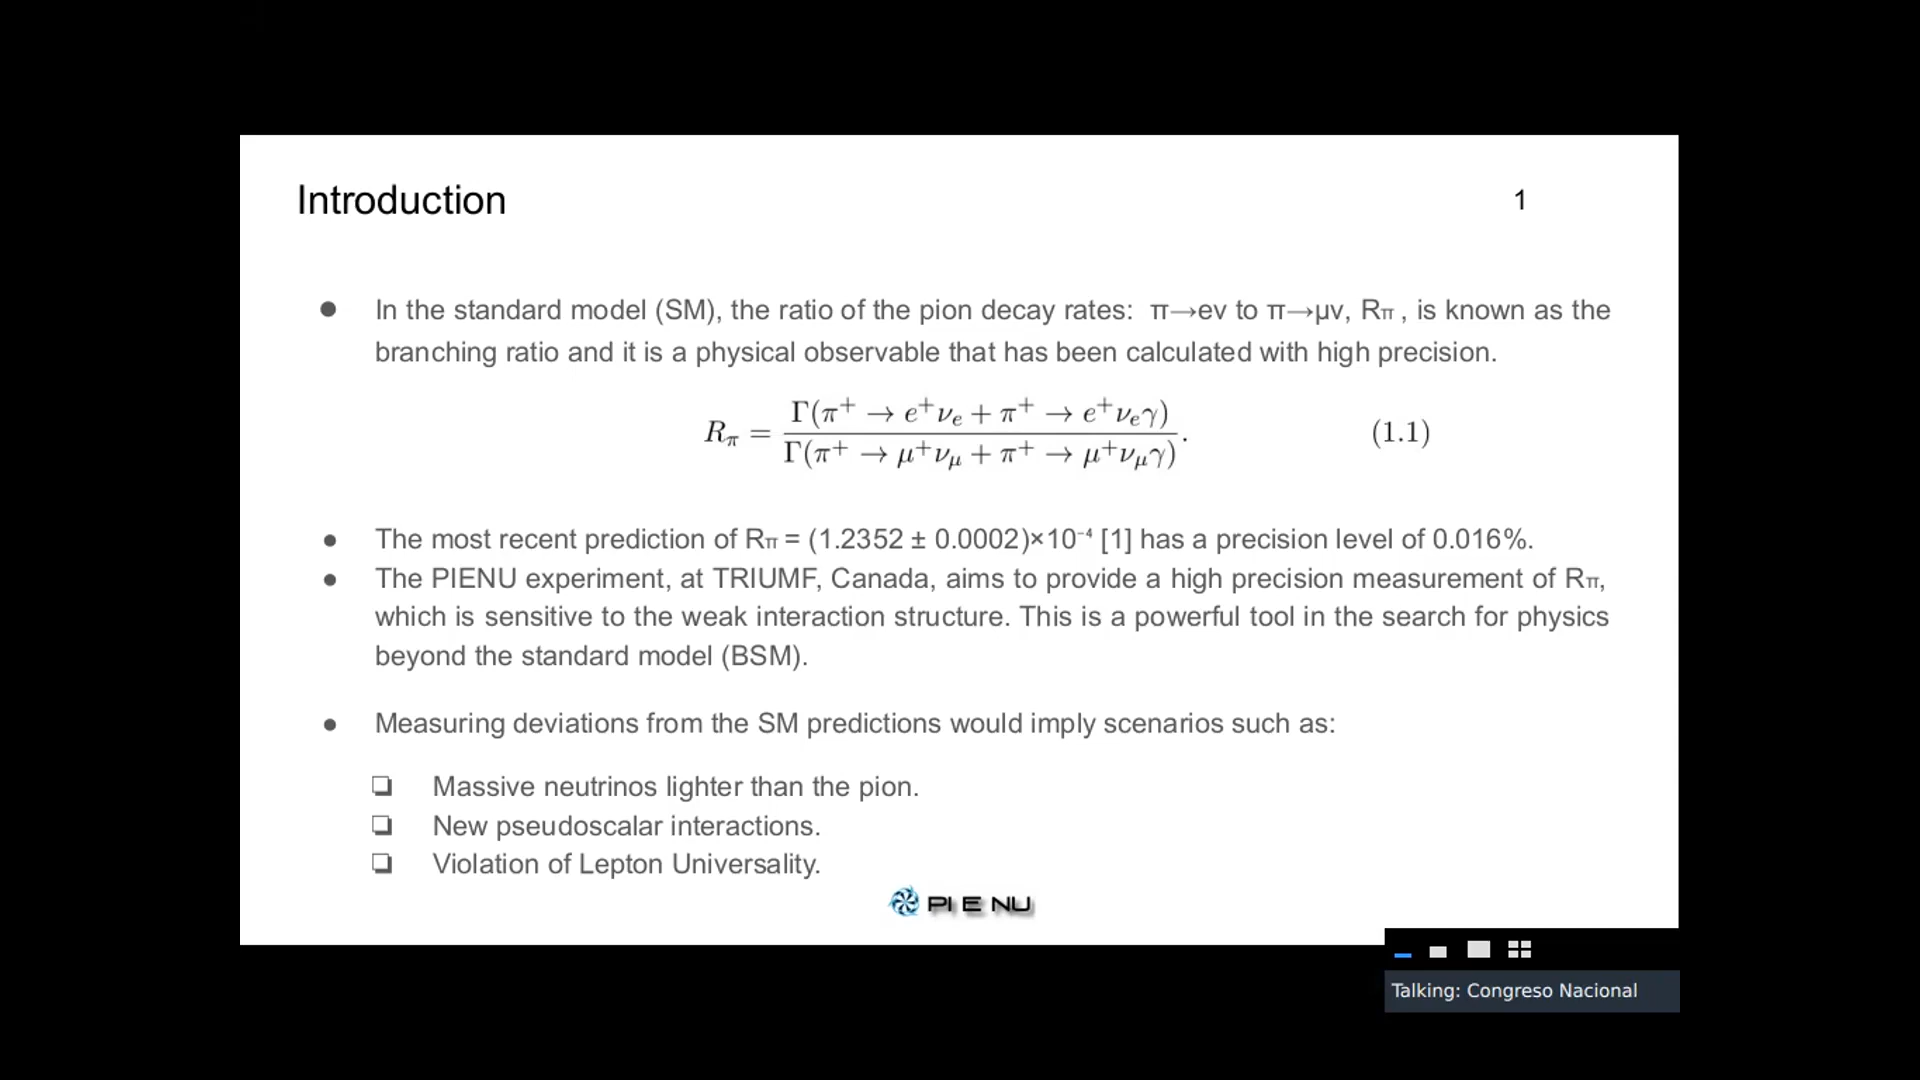 Introduction
1
● In the standard model (SM), the ratio of the pion decay rates: π→ev to π→μv, Rπ , is known as the
branching ratio and it is a physical observable that has been calculated with high precision.
Rπ = Γ(π⁺ → e⁺νₑ + π⁺ → e⁺νₑγ) / Γ(π⁺ → μ⁺ν_μ + π⁺ → μ⁺ν_μγ) . (1.1)
● The most recent prediction of Rπ = (1.2352 ± 0.0002)×10⁻⁴ [1] has a precision level of 0.016%.
● The PIENU experiment, at TRIUMF, Canada, aims to provide a high precision measurement of Rπ,
which is sensitive to the weak interaction structure. This is a powerful tool in the search for physics
beyond the standard model (BSM).
● Measuring deviations from the SM predictions would imply scenarios such as:
❏ Massive neutrinos lighter than the pion.
❏ New pseudoscalar interactions.
❏ Violation of Lepton Universality.
PI E NU
Talking: Congreso Nacional